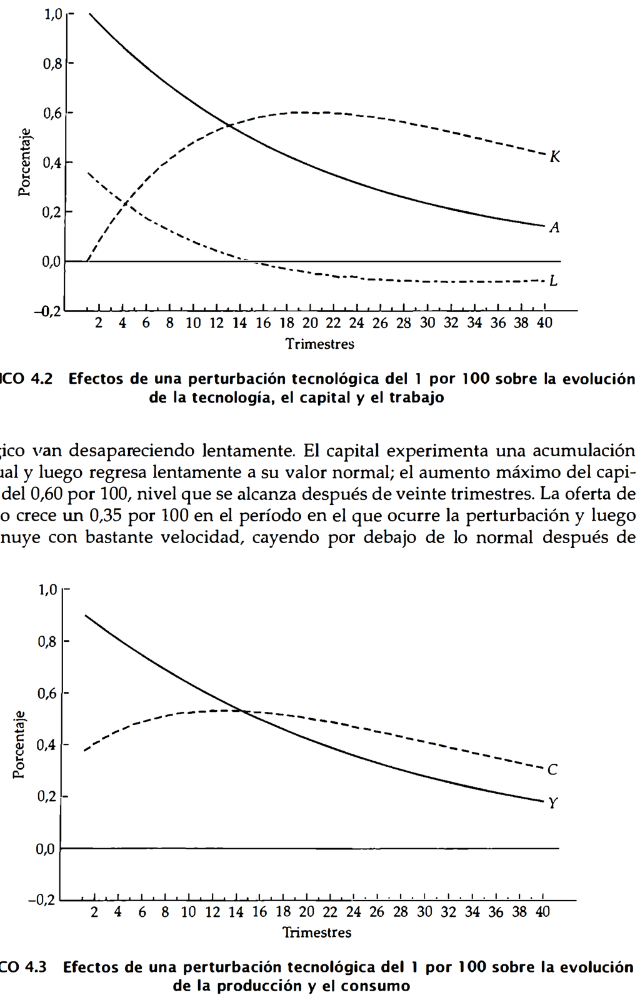 1,0
0,8
0,6
0,4
0,2
0,0
–0,2
Porcentaje
K
A
L
2 4 6 8 10 12 14 16 18 20 22 24 26 28 30 32 34 36 38 40
Trimestres
ICO 4.2 Efectos de una perturbación tecnológica del 1 por 100 sobre la evolución
de la tecnología, el capital y el trabajo
gico van desapareciendo lentamente. El capital experimenta una acumulación
ual y luego regresa lentamente a su valor normal; el aumento máximo del capi-
del 0,60 por 100, nivel que se alcanza después de veinte trimestres. La oferta de
o crece un 0,35 por 100 en el período en el que ocurre la perturbación y luego
nuye con bastante velocidad, cayendo por debajo de lo normal después de
1,0
0,8
0,6
0,4
0,2
0,0
–0,2
Porcentaje
C
Y
2 4 6 8 10 12 14 16 18 20 22 24 26 28 30 32 34 36 38 40
Trimestres
CO 4.3 Efectos de una perturbación tecnológica del 1 por 100 sobre la evolución
de la producción y el consumo